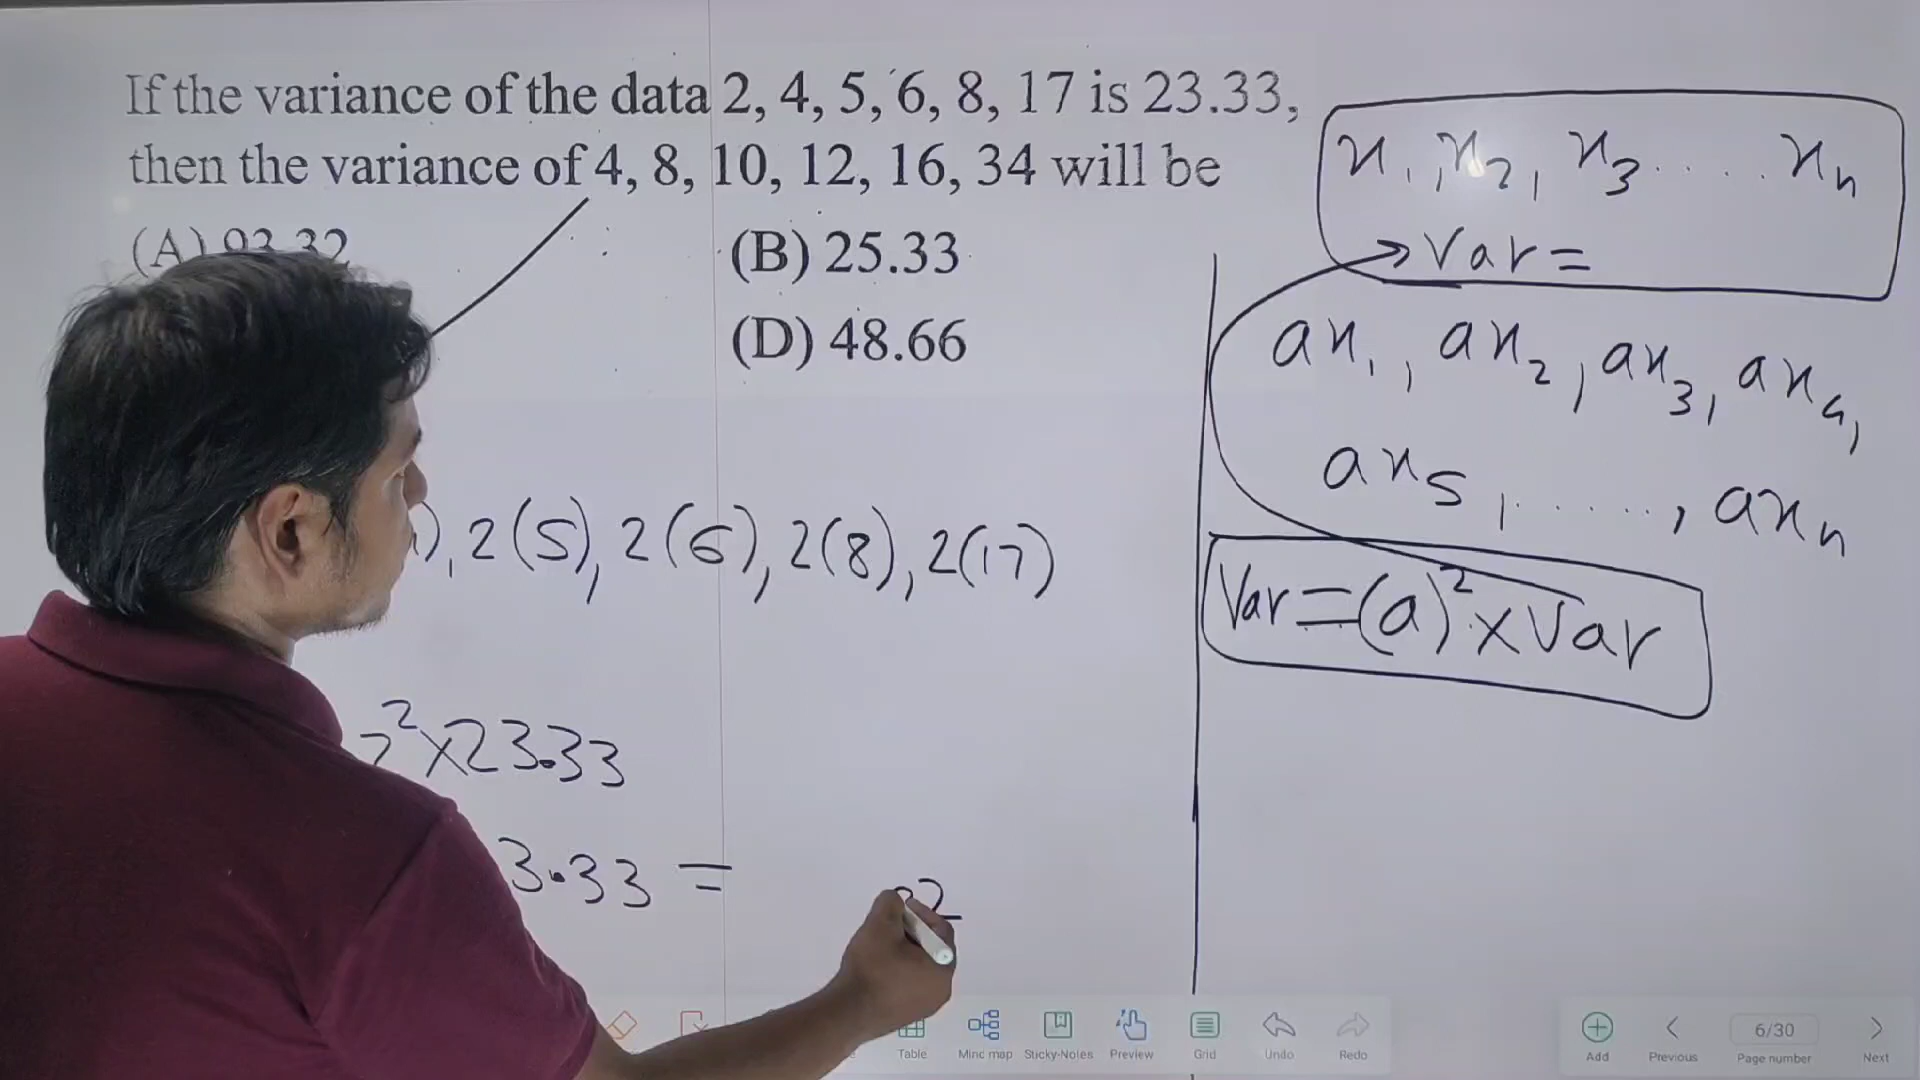 If the variance of the data 2, 4, 5, 6, 8, 17 is 23.33,
then the variance of 4, 8, 10, 12, 16, 34 will be
(B) 25.33
(D) 48.66
x₁, x₂, x₃ ..... xₙ
Var =
ax₁, ax₂, ax₃, ax₄,
ax₅, ......, axₙ
Var = (a)² × Var
), 2(5), 2(6), 2(8), 2(17)
² × 23.33
3.33 =
Table Mind map Sticky-Notes Preview Grid Undo Redo
Add Previous 6/30 Page number Next